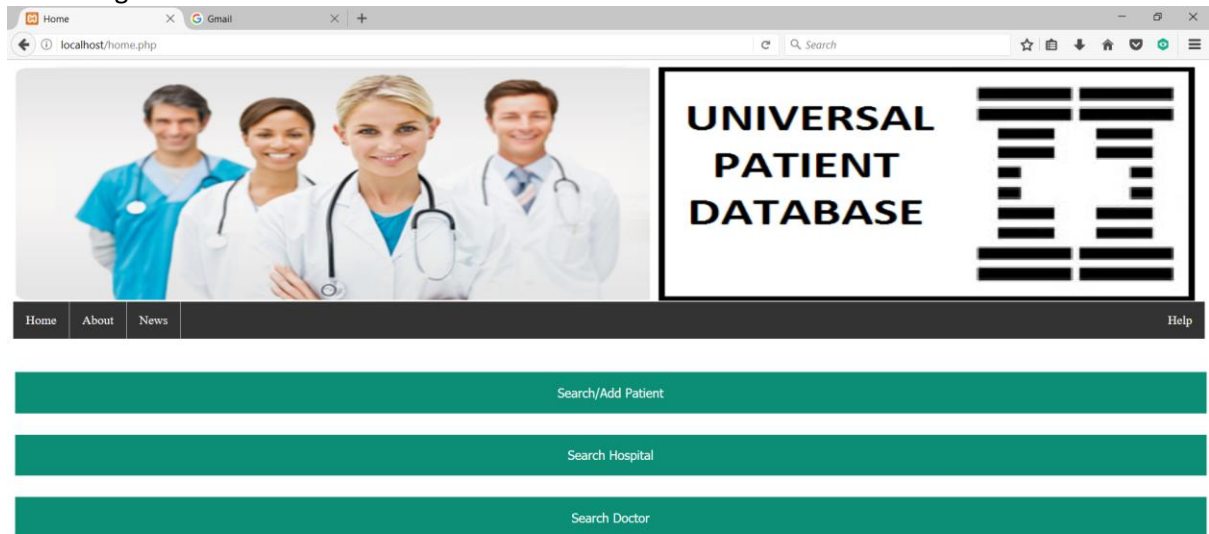 Home
Gmail
localhost/home.php
Search
UNIVERSAL
PATIENT
DATABASE
Home About News Help
Search/Add Patient
Search Hospital
Search Doctor